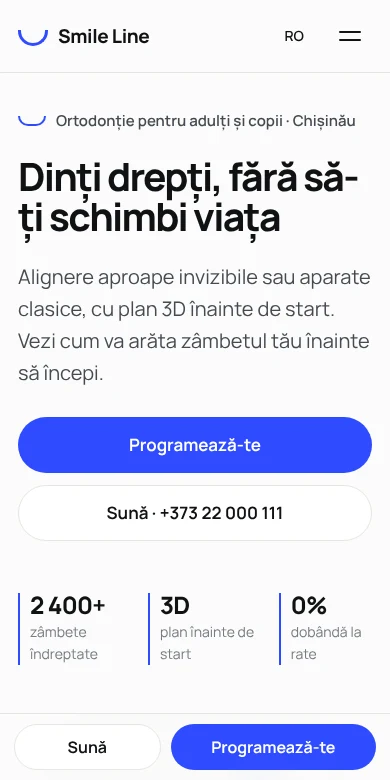 Smile Line
RO
Ortodonție pentru adulți și copii · Chișinău
Dinți drepți, fără să-
ți schimbi viața
Alignere aproape invizibile sau aparate
clasice, cu plan 3D înainte de start.
Vezi cum va arăta zâmbetul tău înainte
să începi.
Programează-te
Sună · +373 22 000 111
2 400+
zâmbete
îndreptate
3D
plan înainte de
start
0%
dobândă la
rate
Sună
Programează-te